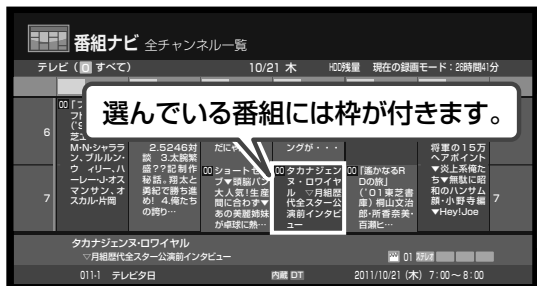 番組ナビ 全チャンネル一覧
テレビ ( すべて) 10/21 木 HDD残量 現在の録画モード：26時間41分
選んでいる番組には枠が付きます。
6
M・N・シャララ
ン、ブルルン・
ウィリー、ハ
ーレー・J・オス
マンサン、オ
スカル・片岡
2.5246対
談 3.太腕繁
盛??記制作
秘話。翔太と
勇紀で勝ち進
め! 4.俺たち
の誇り…
00 ショートセ
ブ▼頭脳パン
大人気!生産
間に合わず▼
あの美麗姉妹
が卓球に熱…
ングが・・・
00 タカナジェン
ヌ・ロワイヤ
ル ▽月組歴
代全スター公
演前インタビ
ュー
00 『遙かなるR
Dの旅』
('01東芝書
庫) 桐山文治
郎・所香奈美・
百瀬ヒ…
将軍の15万
ヘアポイント
▼炎上系俺た
ち▼無駄に昭
和のハンサム
顔・小野寺編
▼Hey!Joe
7
7
タカナジェンヌ・ロワイヤル
▽月組歴代全スター公演前インタビュー
01 ステレオ
011-1 テレビ夕日 内蔵 DT 2011/10/21 (木) 7:00～8:00